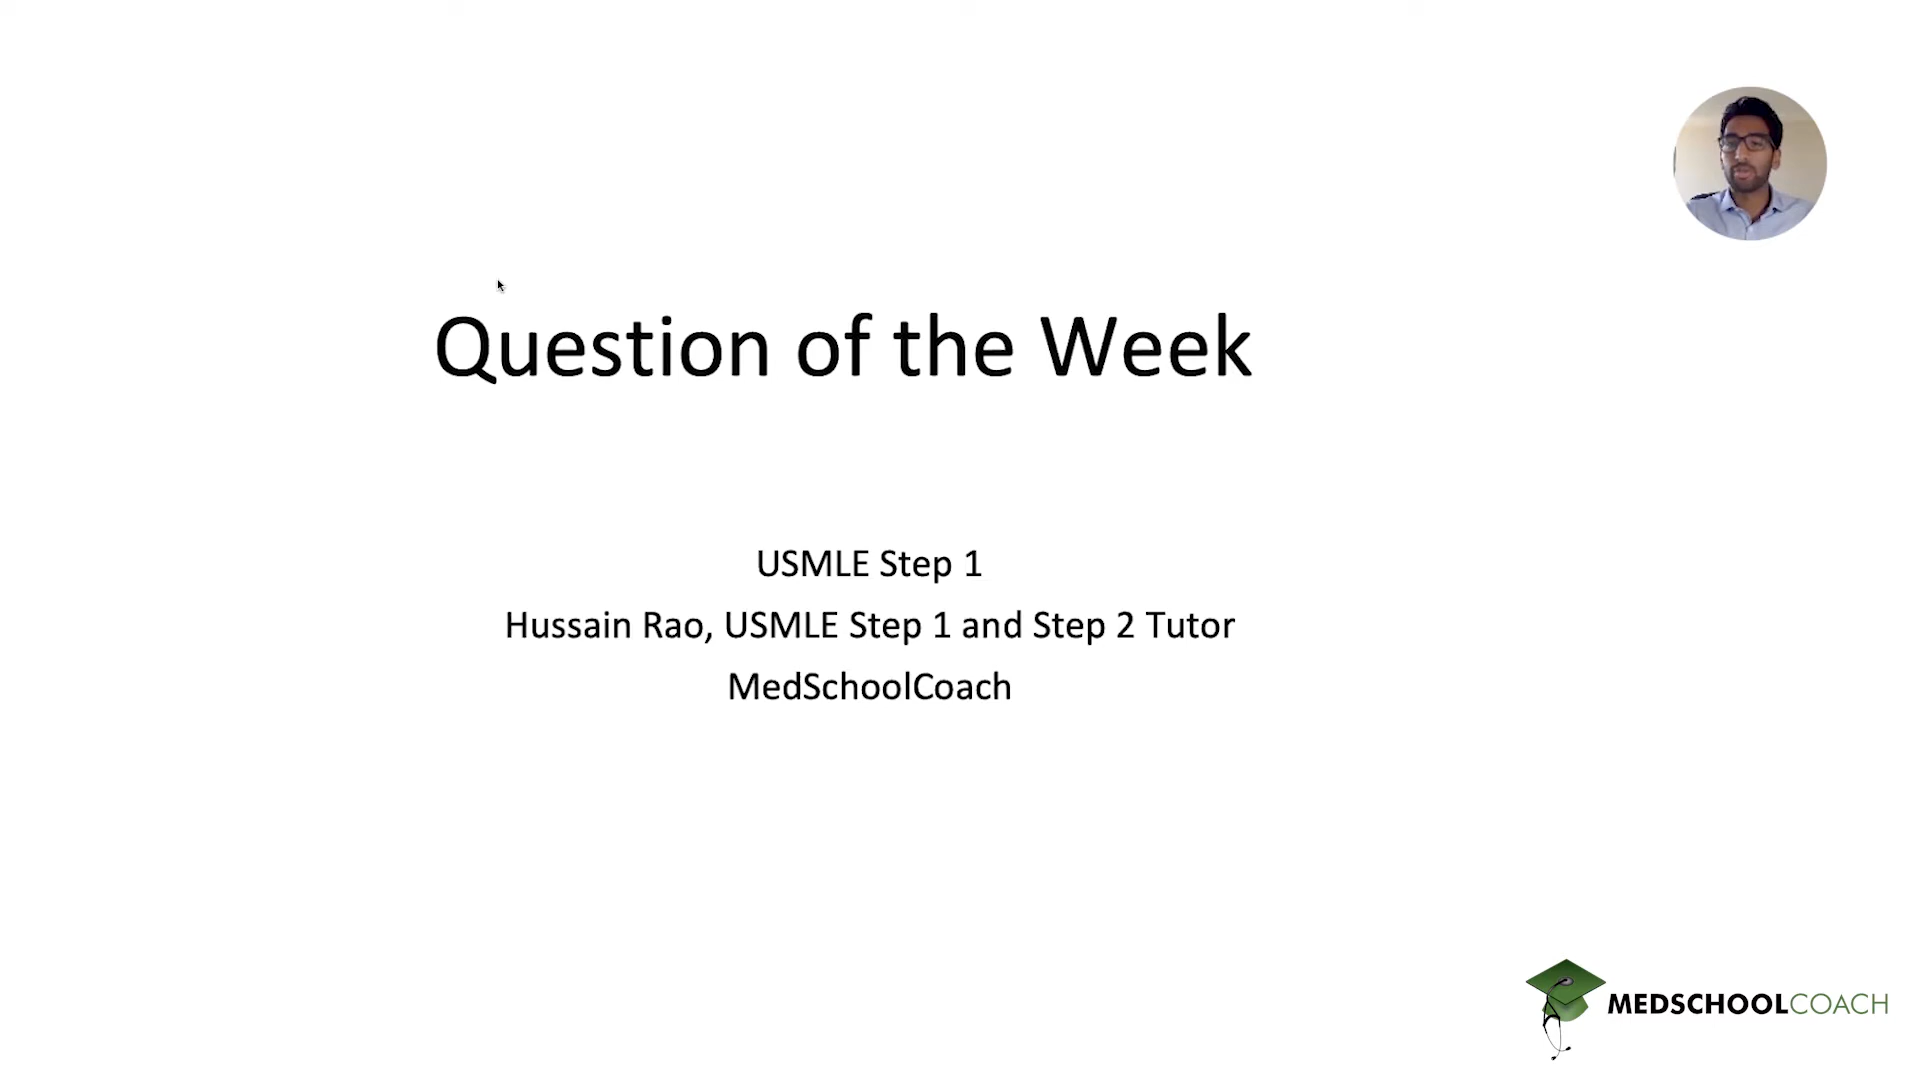 Question of the Week
USMLE Step 1
Hussain Rao, USMLE Step 1 and Step 2 Tutor
MedSchoolCoach
MEDSCHOOLCOACH